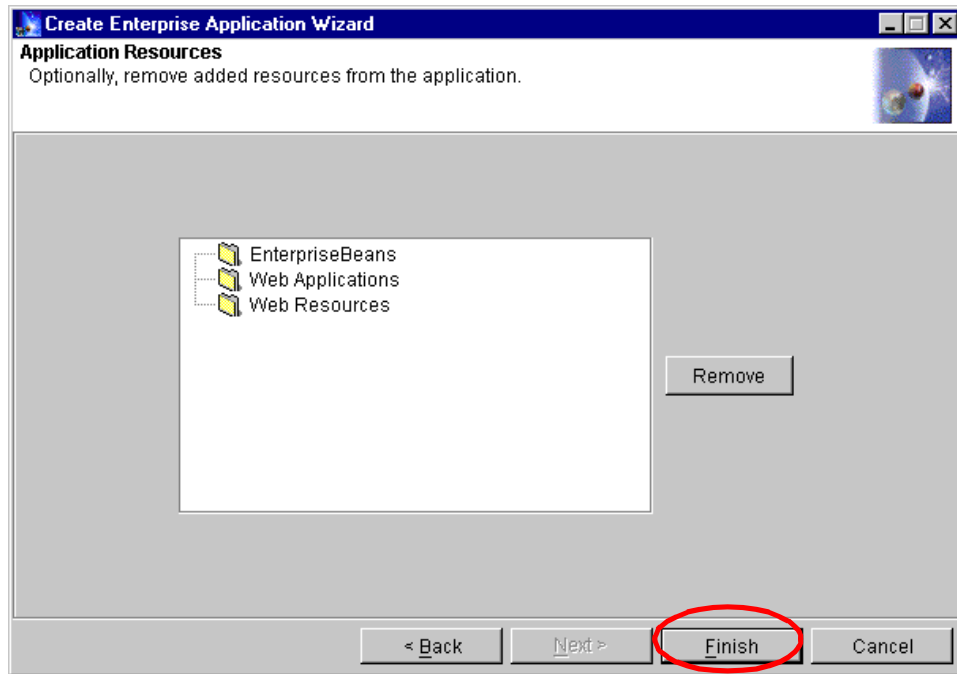 Create Enterprise Application Wizard
Application Resources
Optionally, remove added resources from the application.
EnterpriseBeans
Web Applications
Web Resources
Remove
< Back Next > Finish Cancel